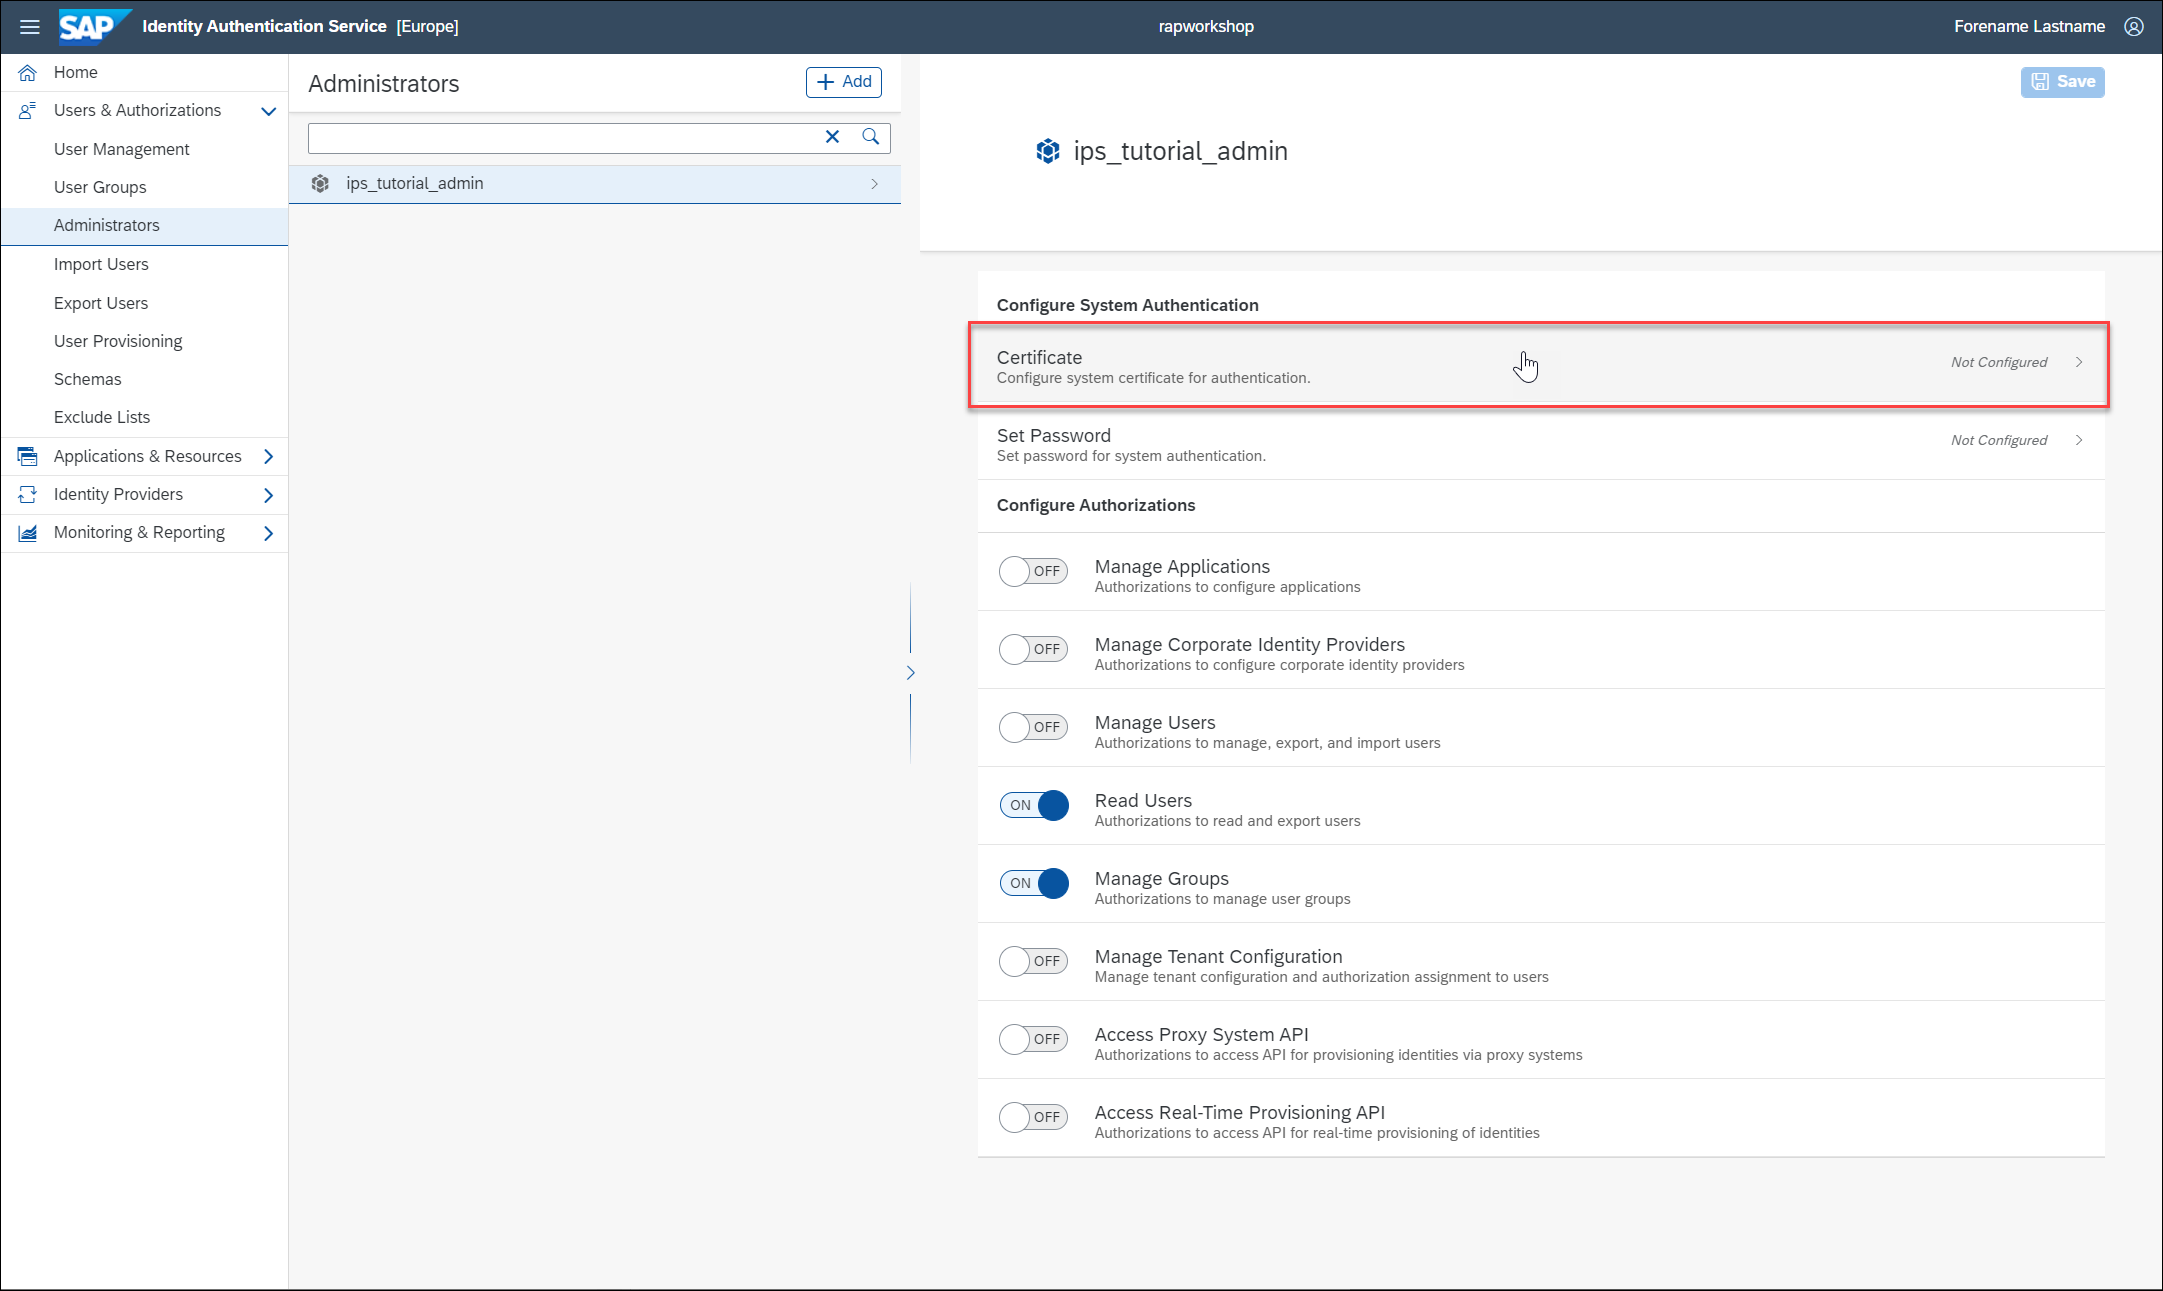 SAP Identity Authentication Service [Europe]
rapworkshop
Forename Lastname
Home
Users & Authorizations
User Management
User Groups
Administrators
Import Users
Export Users
User Provisioning
Schemas
Exclude Lists
Applications & Resources
Identity Providers
Monitoring & Reporting
Administrators
Add
ips_tutorial_admin
Save
ips_tutorial_admin
Configure System Authentication
Certificate
Configure system certificate for authentication.
Not Configured
Set Password
Set password for system authentication.
Not Configured
Configure Authorizations
OFF
Manage Applications
Authorizations to configure applications
OFF
Manage Corporate Identity Providers
Authorizations to configure corporate identity providers
OFF
Manage Users
Authorizations to manage, export, and import users
ON
Read Users
Authorizations to read and export users
ON
Manage Groups
Authorizations to manage user groups
OFF
Manage Tenant Configuration
Manage tenant configuration and authorization assignment to users
OFF
Access Proxy System API
Authorizations to access API for provisioning identities via proxy systems
OFF
Access Real-Time Provisioning API
Authorizations to access API for real-time provisioning of identities